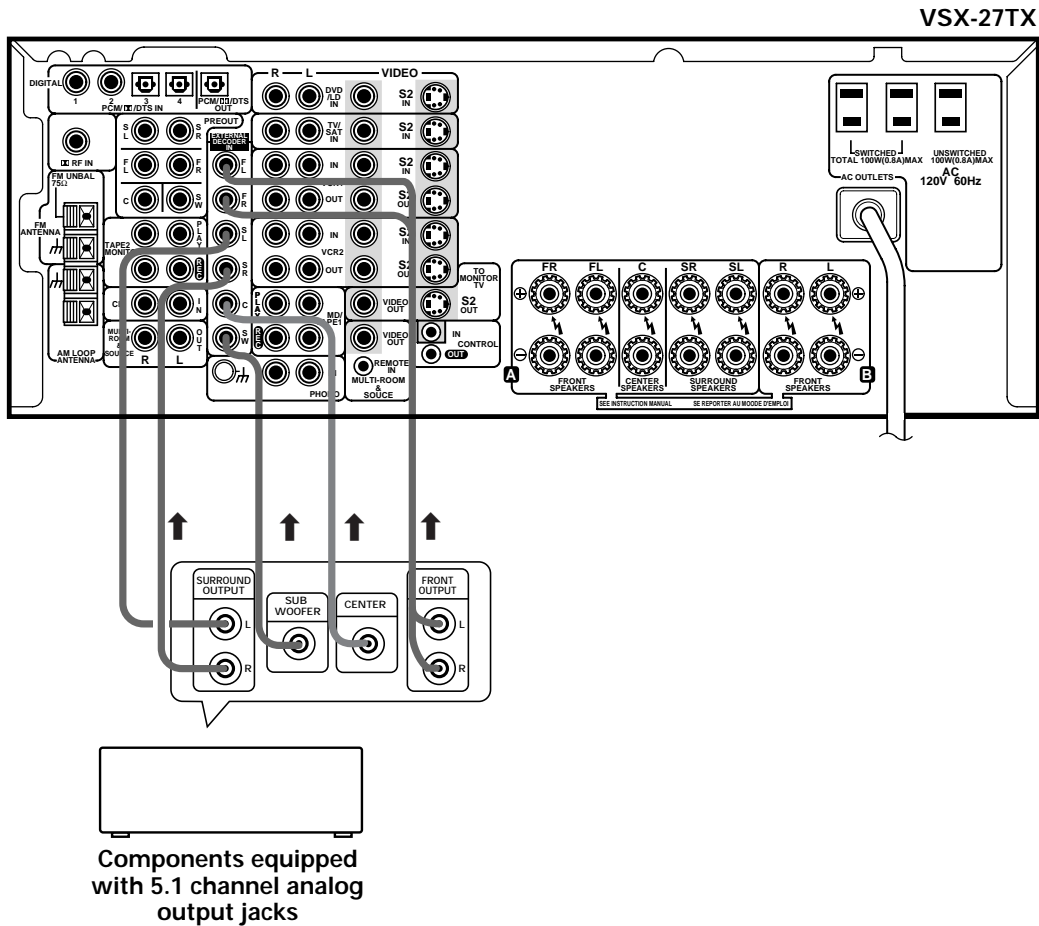 VSX-27TX
DIGITAL
1
2
3
4
PCM/ /DTS IN
PCM/ /DTS
OUT
RF IN
FM UNBAL
75Ω
FM
ANTENNA
AM LOOP
ANTENNA
PREOUT
S
L
S
R
F
L
F
R
C
S
W
TAPE2
MONITOR
P
L
A
Y
REC
I
N
MULTI-
ROOM
&
SOURCE
O
U
T
R
L
EXTERNAL
DECODER
IN
F
L
F
R
S
L
S
R
C
S
W
R
L
VIDEO
DVD
/LD
IN
S2
IN
TV/
SAT
IN
S2
IN
IN
S2
IN
OUT
S2
OUT
IN
S2
IN
VCR2
OUT
S2
OUT
TO
MONITOR
TV
P
L
A
Y
MD/
REC
VIDEO
OUT
S2
OUT
VIDEO
OUT
IN
CONTROL
OUT
PHONO
REMOTE
IN
MULTI-ROOM
&
SOUCE
FR
FL
C
SR
SL
R
L
A
FRONT
SPEAKERS
CENTER
SPEAKERS
SURROUND
SPEAKERS
FRONT
SPEAKERS
B
SEE INSTRUCTION MANUAL
SE REPORTER AU MOODE D'EMPLOI
SWITCHED
TOTAL 100W(0.8A)MAX
UNSWITCHED
100W(0.8A)MAX
AC OUTLETS
AC
120V 60Hz
SURROUND
OUTPUT
L
R
SUB
WOOFER
CENTER
FRONT
OUTPUT
L
R
Components equipped
with 5.1 channel analog
output jacks